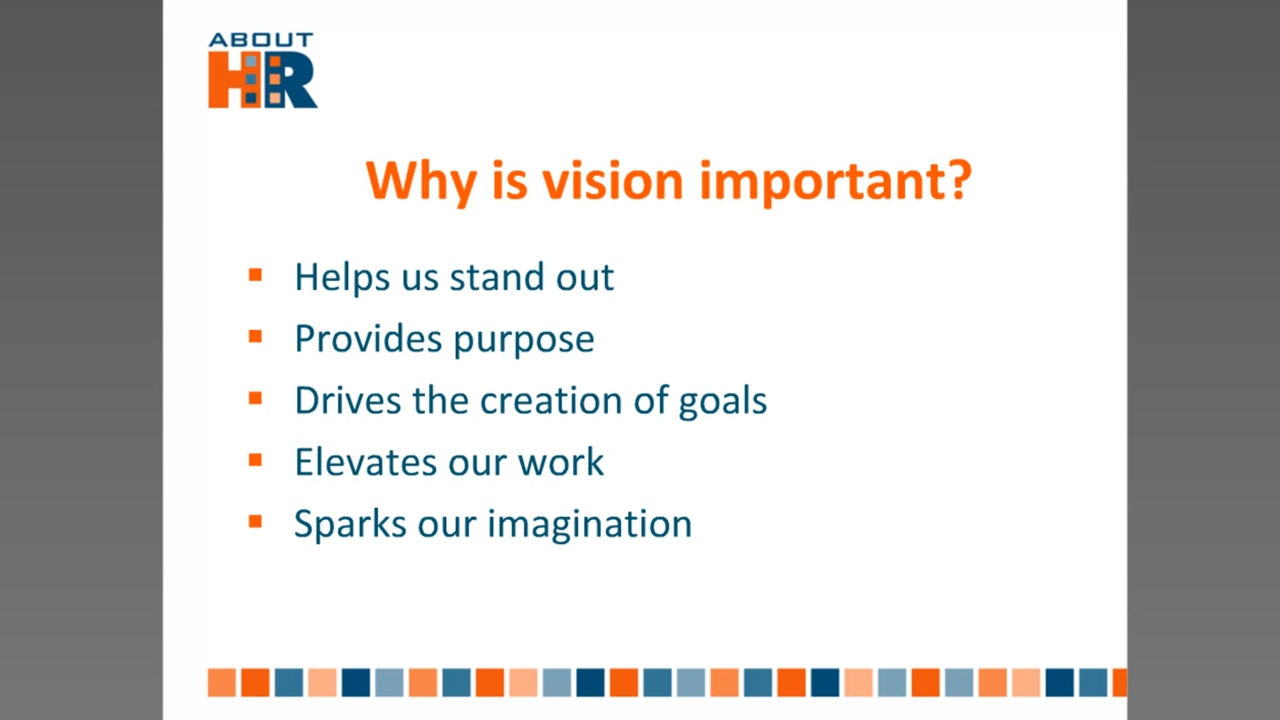 ABOUT
HR
Why is vision important?
Helps us stand out
Provides purpose
Drives the creation of goals
Elevates our work
Sparks our imagination